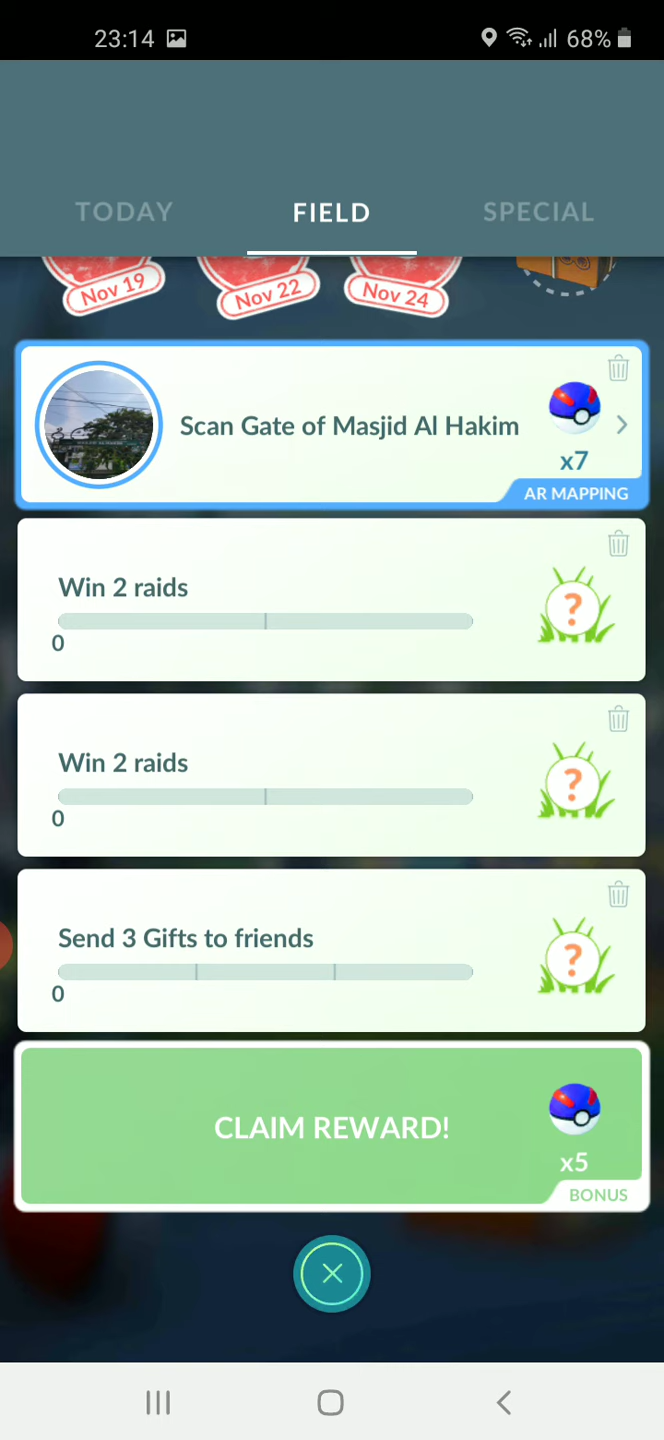 23:14
68%
TODAY
FIELD
SPECIAL
Nov 19
Nov 22
Nov 24
Scan Gate of Masjid Al Hakim
x7
AR MAPPING
Win 2 raids
?
0
Win 2 raids
?
0
Send 3 Gifts to friends
?
0
CLAIM REWARD!
x5
BONUS